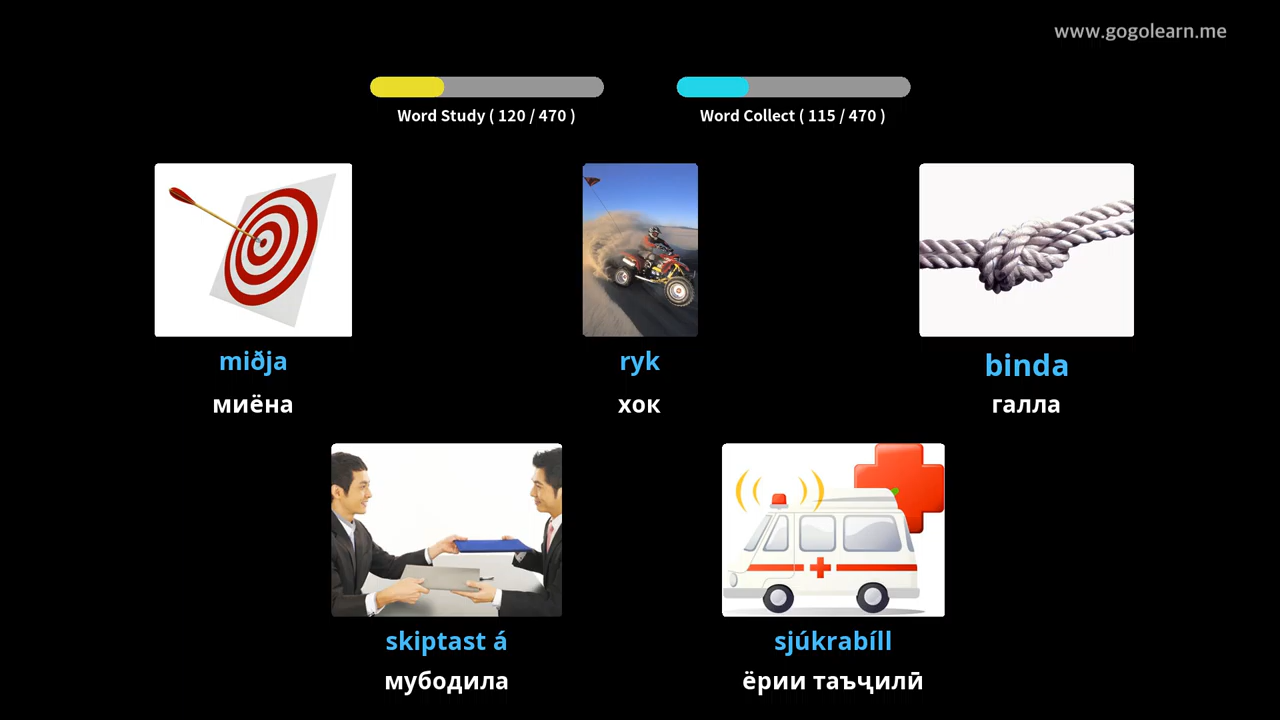 www.gogolearn.me
Word Study ( 120 / 470 )
Word Collect ( 115 / 470 )
miðja
ryk
binda
миёна
хок
галла
skiptast á
sjúkrabíll
мубодила
ёрии таъҷилӣ